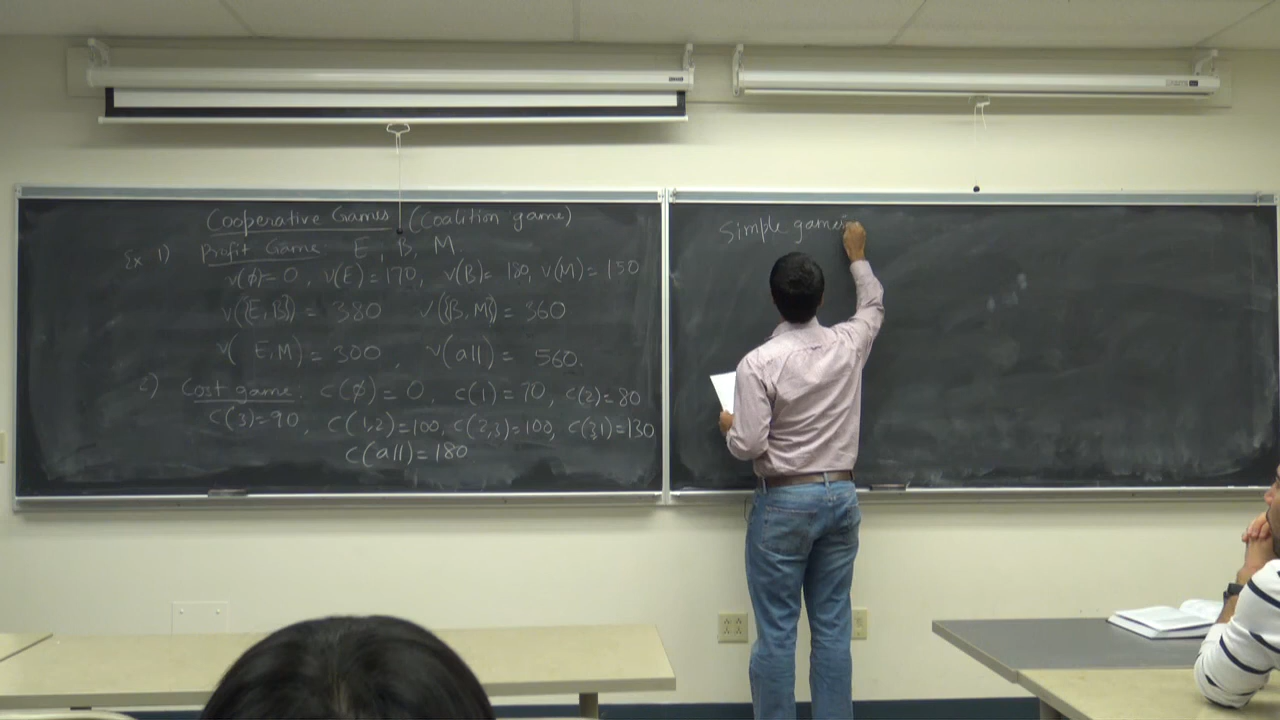 Cooperative Games (Coalition game)
Ex 1) Profit Game: E, B, M.
v(φ)=0, v(E)=170, v(B)=180, v(M)=150
v({E,B})=380 v({B,M})=360
v( E,M)=300, v(all)=560.
2) Cost game: c(φ)=0, c(1)=70, c(2)=80
c(3)=90, c(1,2)=100, c(2,3)=100, c(3,1)=130
c(all)=180
Simple games